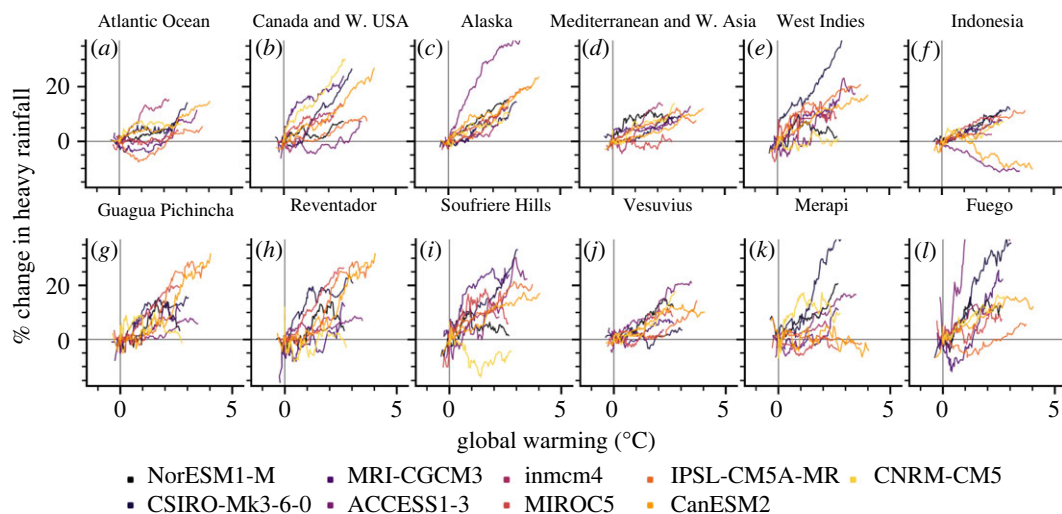 Atlantic Ocean Canada and W. USA Alaska Mediterranean and W. Asia West Indies Indonesia
(a) (b) (c) (d) (e) (f)
20
0
Guagua Pichincha Reventador Soufriere Hills Vesuvius Merapi Fuego
(g) (h) (i) (j) (k) (l)
20
0
% change in heavy rainfall
0 5 0 5 0 5 0 5 0 5 0 5
global warming (°C)
NorESM1-M MRI-CGCM3 inmcm4 IPSL-CM5A-MR CNRM-CM5
CSIRO-Mk3-6-0 ACCESS1-3 MIROC5 CanESM2